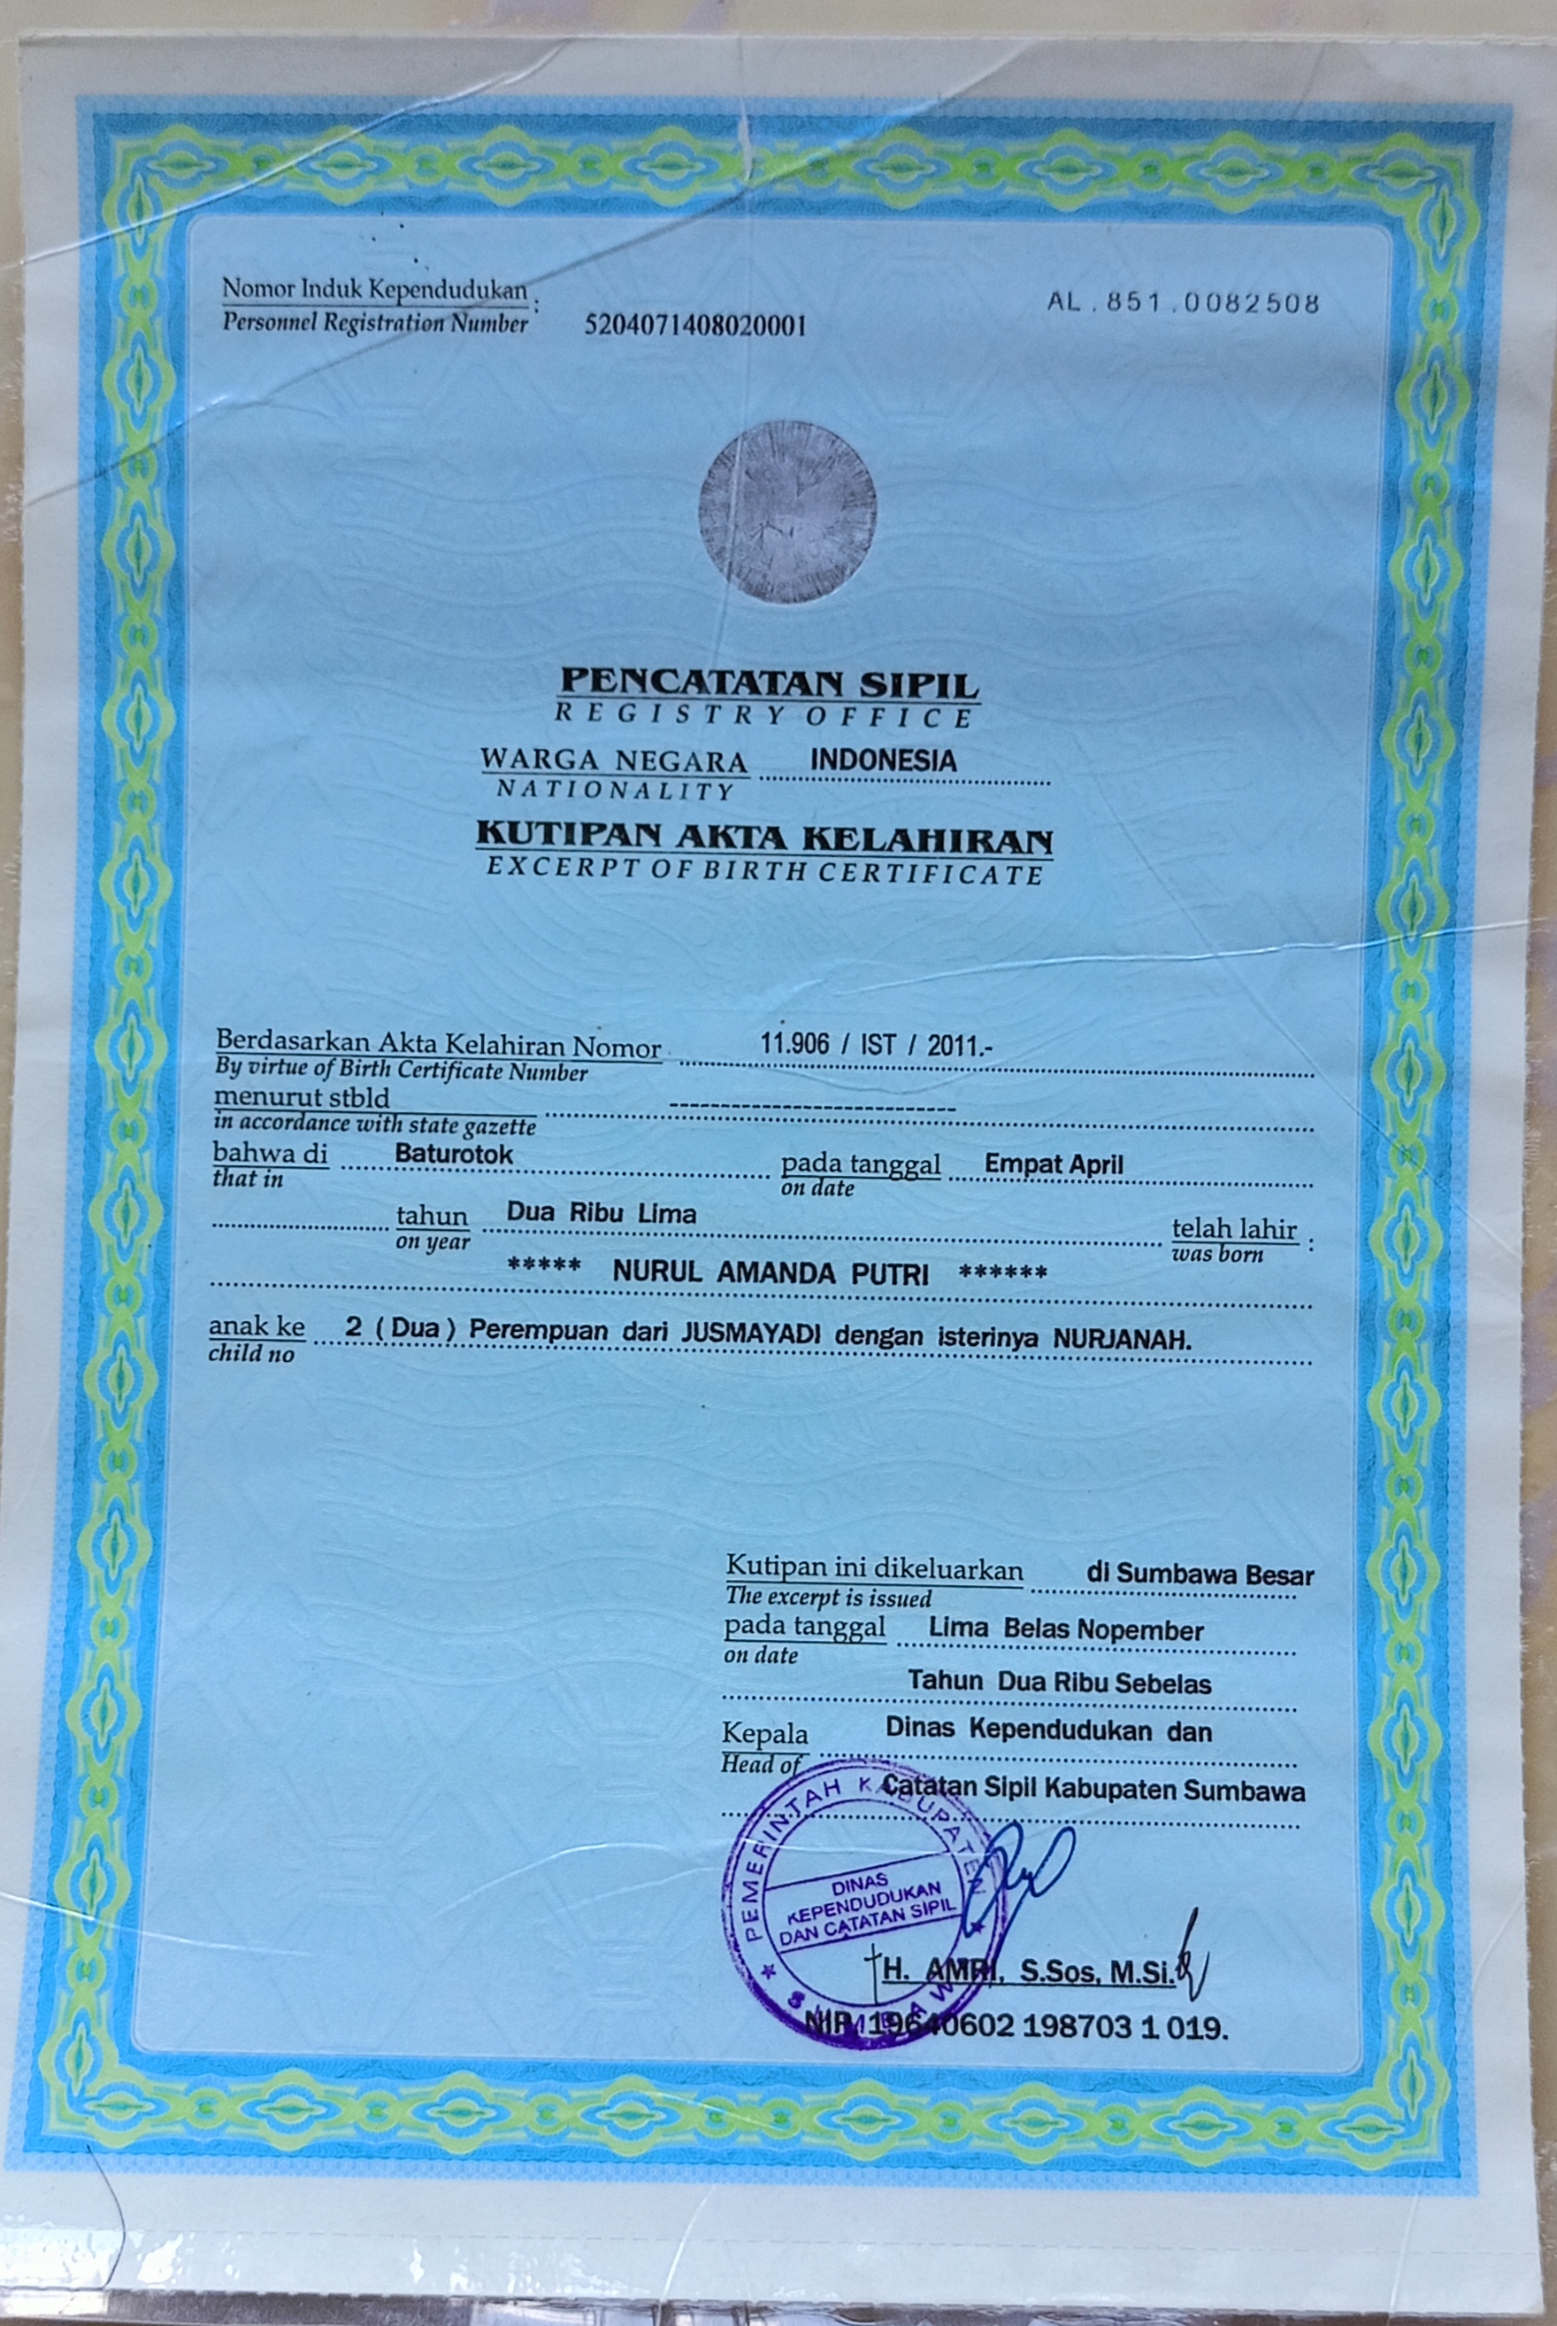 Nomor Induk Kependudukan :
Personnel Registration Number 5204071408020001
AL.851.0082508
PENCATATAN SIPIL
REGISTRY OFFICE
WARGA NEGARA INDONESIA
NATIONALITY
KUTIPAN AKTA KELAHIRAN
EXCERPT OF BIRTH CERTIFICATE
Berdasarkan Akta Kelahiran Nomor 11.906 / IST / 2011.-
By virtue of Birth Certificate Number
menurut stbld ----------------------------
in accordance with state gazette
bahwa di Baturotok pada tanggal Empat April
that in on date
tahun Dua Ribu Lima telah lahir :
on year was born
***** NURUL AMANDA PUTRI ******
anak ke 2 ( Dua ) Perempuan dari JUSMAYADI dengan isterinya NURJANAH.
child no
Kutipan ini dikeluarkan di Sumbawa Besar
The excerpt is issued
pada tanggal Lima Belas Nopember
on date
Tahun Dua Ribu Sebelas
Kepala Dinas Kependudukan dan
Head of
Catatan Sipil Kabupaten Sumbawa
PEMERINTAH KABUPATEN
DINAS
KEPENDUDUKAN
DAN CATATAN SIPIL
SUMBAWA
H. AMRI, S.Sos, M.Si.
NIP. 19640602 198703 1 019.